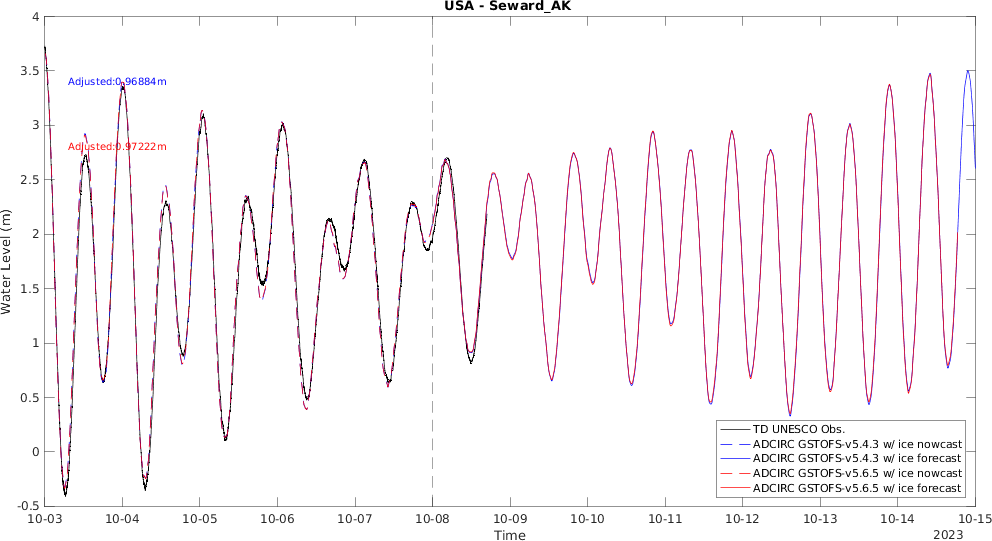 USA - Seward_AK
4
3.5
3
2.5
2
1.5
1
0.5
0
-0.5
Water Level (m)
Adjusted:0.96884m
Adjusted:0.97222m
TD UNESCO Obs.
ADCIRC GSTOFS-v5.4.3 w/ ice nowcast
ADCIRC GSTOFS-v5.4.3 w/ ice forecast
ADCIRC GSTOFS-v5.6.5 w/ ice nowcast
ADCIRC GSTOFS-v5.6.5 w/ ice forecast
10-03 10-04 10-05 10-06 10-07 10-08 10-09 10-10 10-11 10-12 10-13 10-14 10-15
Time
2023